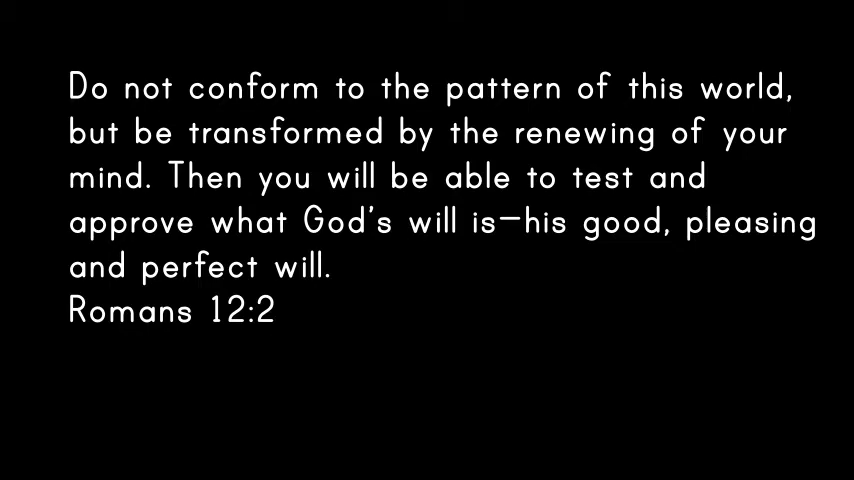 Do not conform to the pattern of this world,
but be transformed by the renewing of your
mind. Then you will be able to test and
approve what God's will is—his good, pleasing
and perfect will.
Romans 12:2